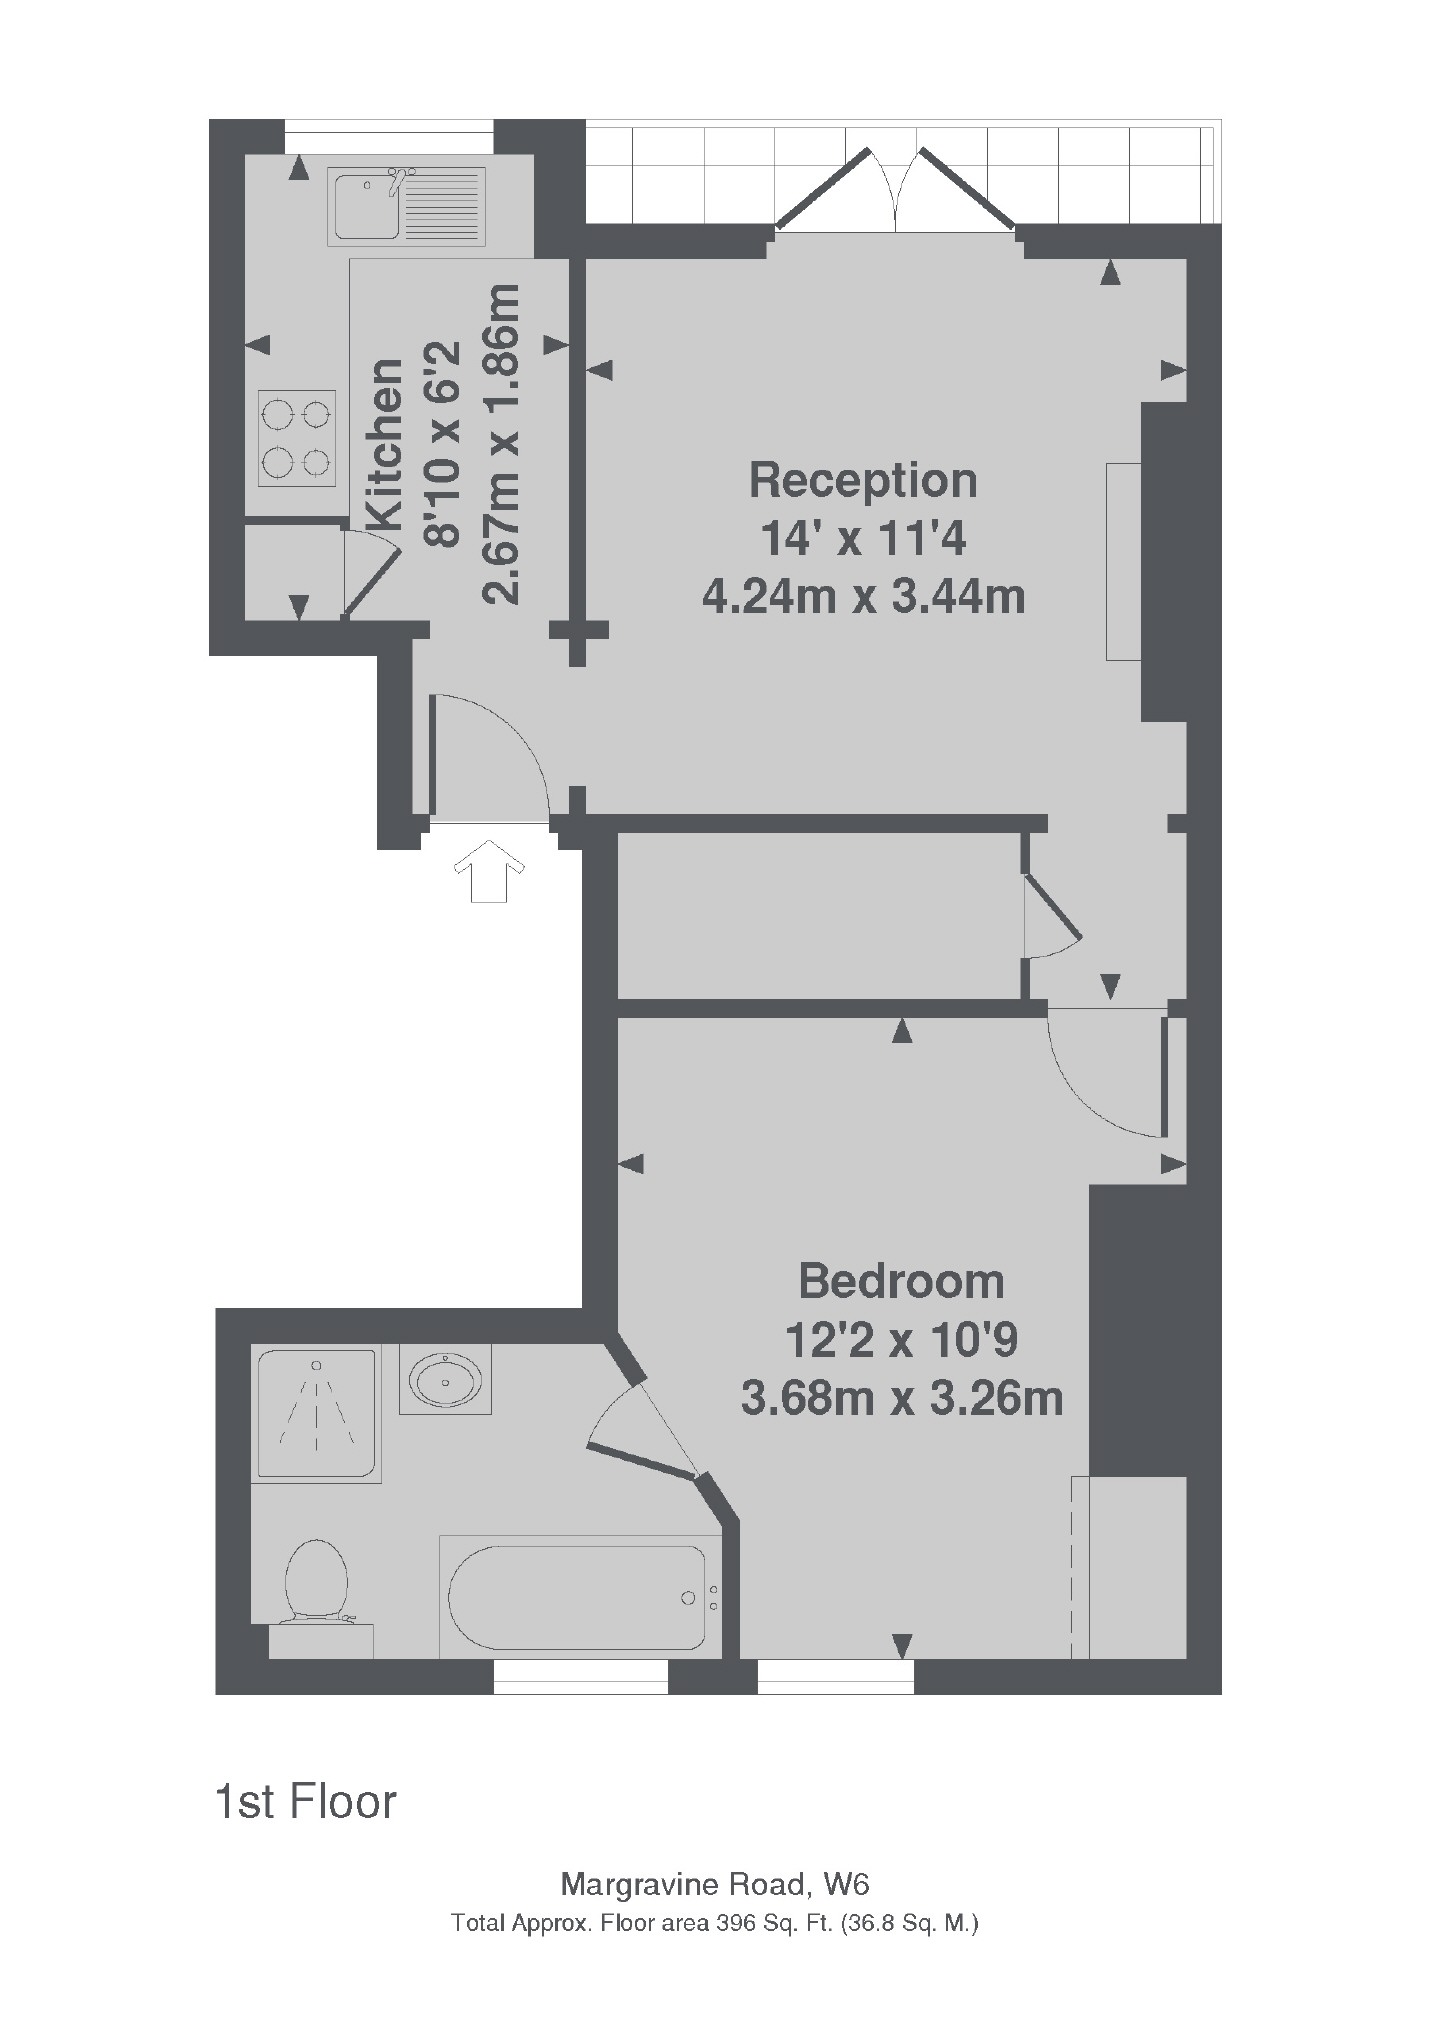 Kitchen
8'10 x 6'2
2.67m x 1.86m
Reception
14' x 11'4
4.24m x 3.44m
Bedroom
12'2 x 10'9
3.68m x 3.26m
1st Floor
Margravine Road, W6
Total Approx. Floor area 396 Sq. Ft. (36.8 Sq. M.)